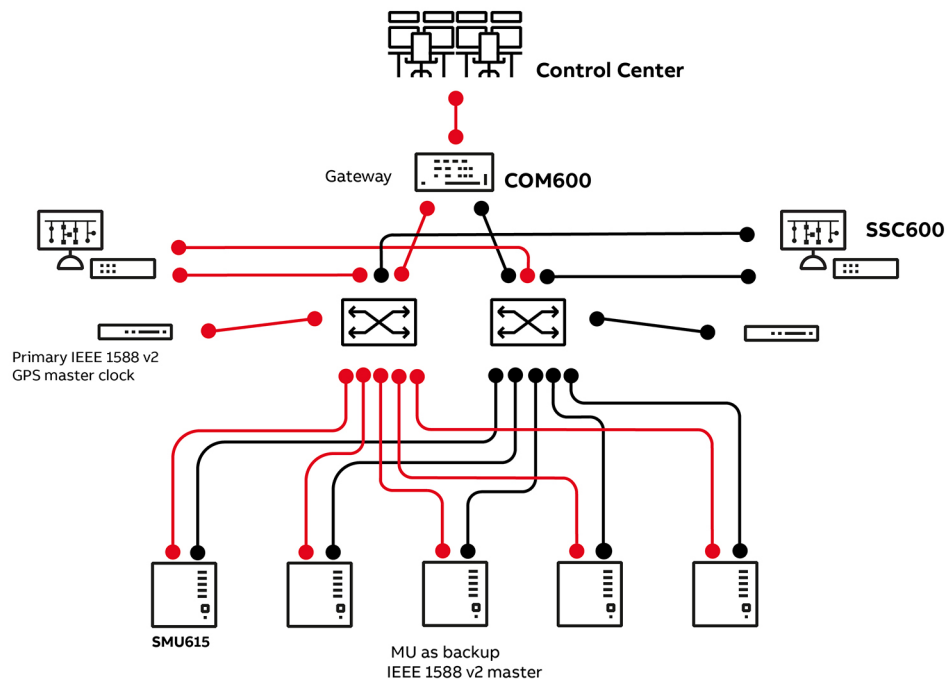 Control Center
Gateway
COM600
SSC600
Primary IEEE 1588 v2
GPS master clock
SMU615
MU as backup
IEEE 1588 v2 master